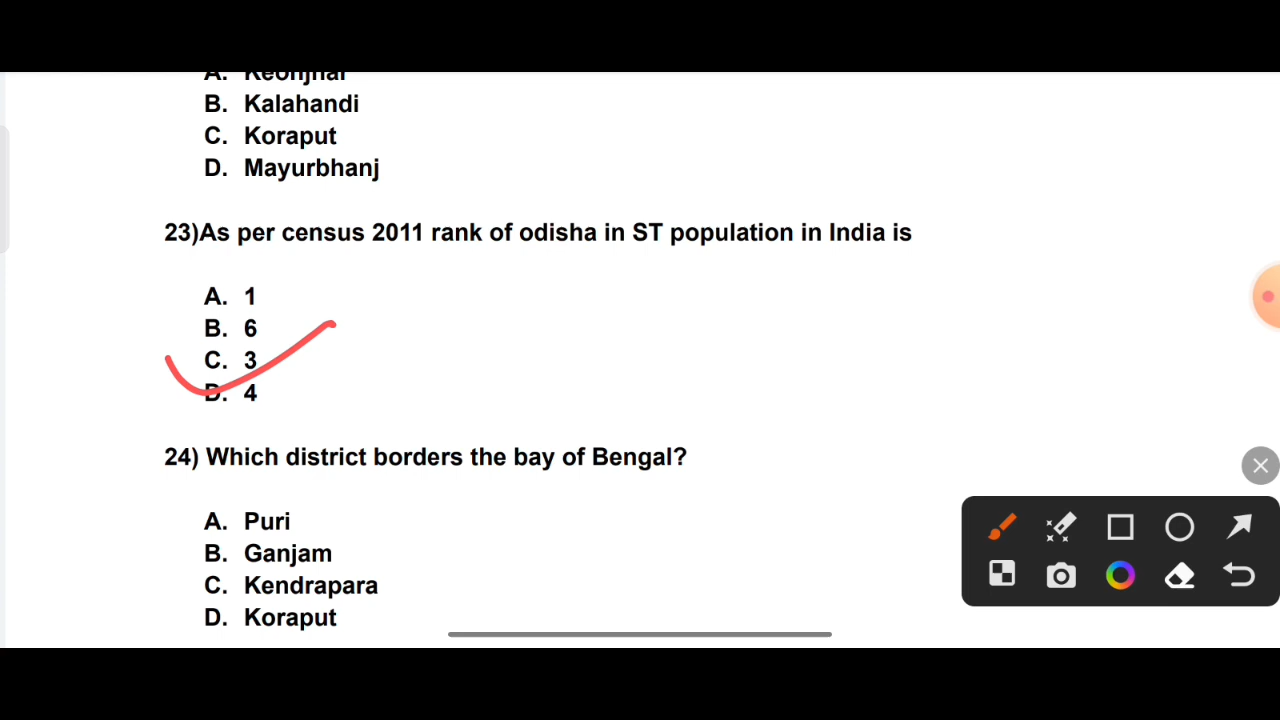 A. Keonjhar
B. Kalahandi
C. Koraput
D. Mayurbhanj
23)As per census 2011 rank of odisha in ST population in India is
A. 1
B. 6
C. 3
D. 4
24) Which district borders the bay of Bengal?
A. Puri
B. Ganjam
C. Kendrapara
D. Koraput